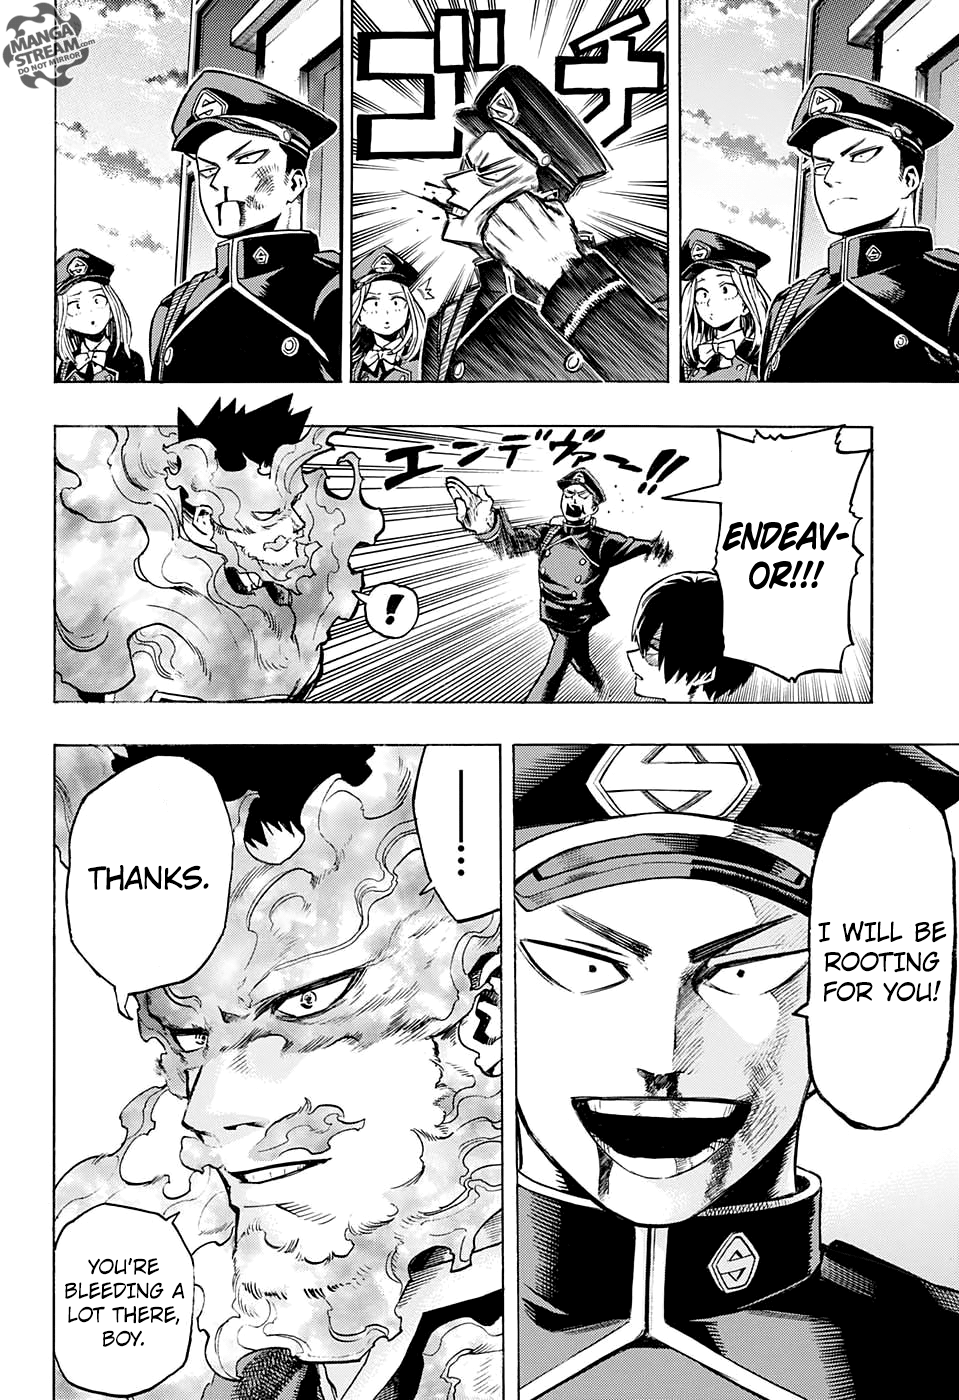 MANGA
STREAM.com
DO NOT MIRROR!
ゴチ
エンデヴァー!!
ENDEAV-
OR!!!
!
I WILL BE
ROOTING
FOR YOU!
——...
THANKS.
YOU'RE
BLEEDING A
LOT THERE,
BOY.